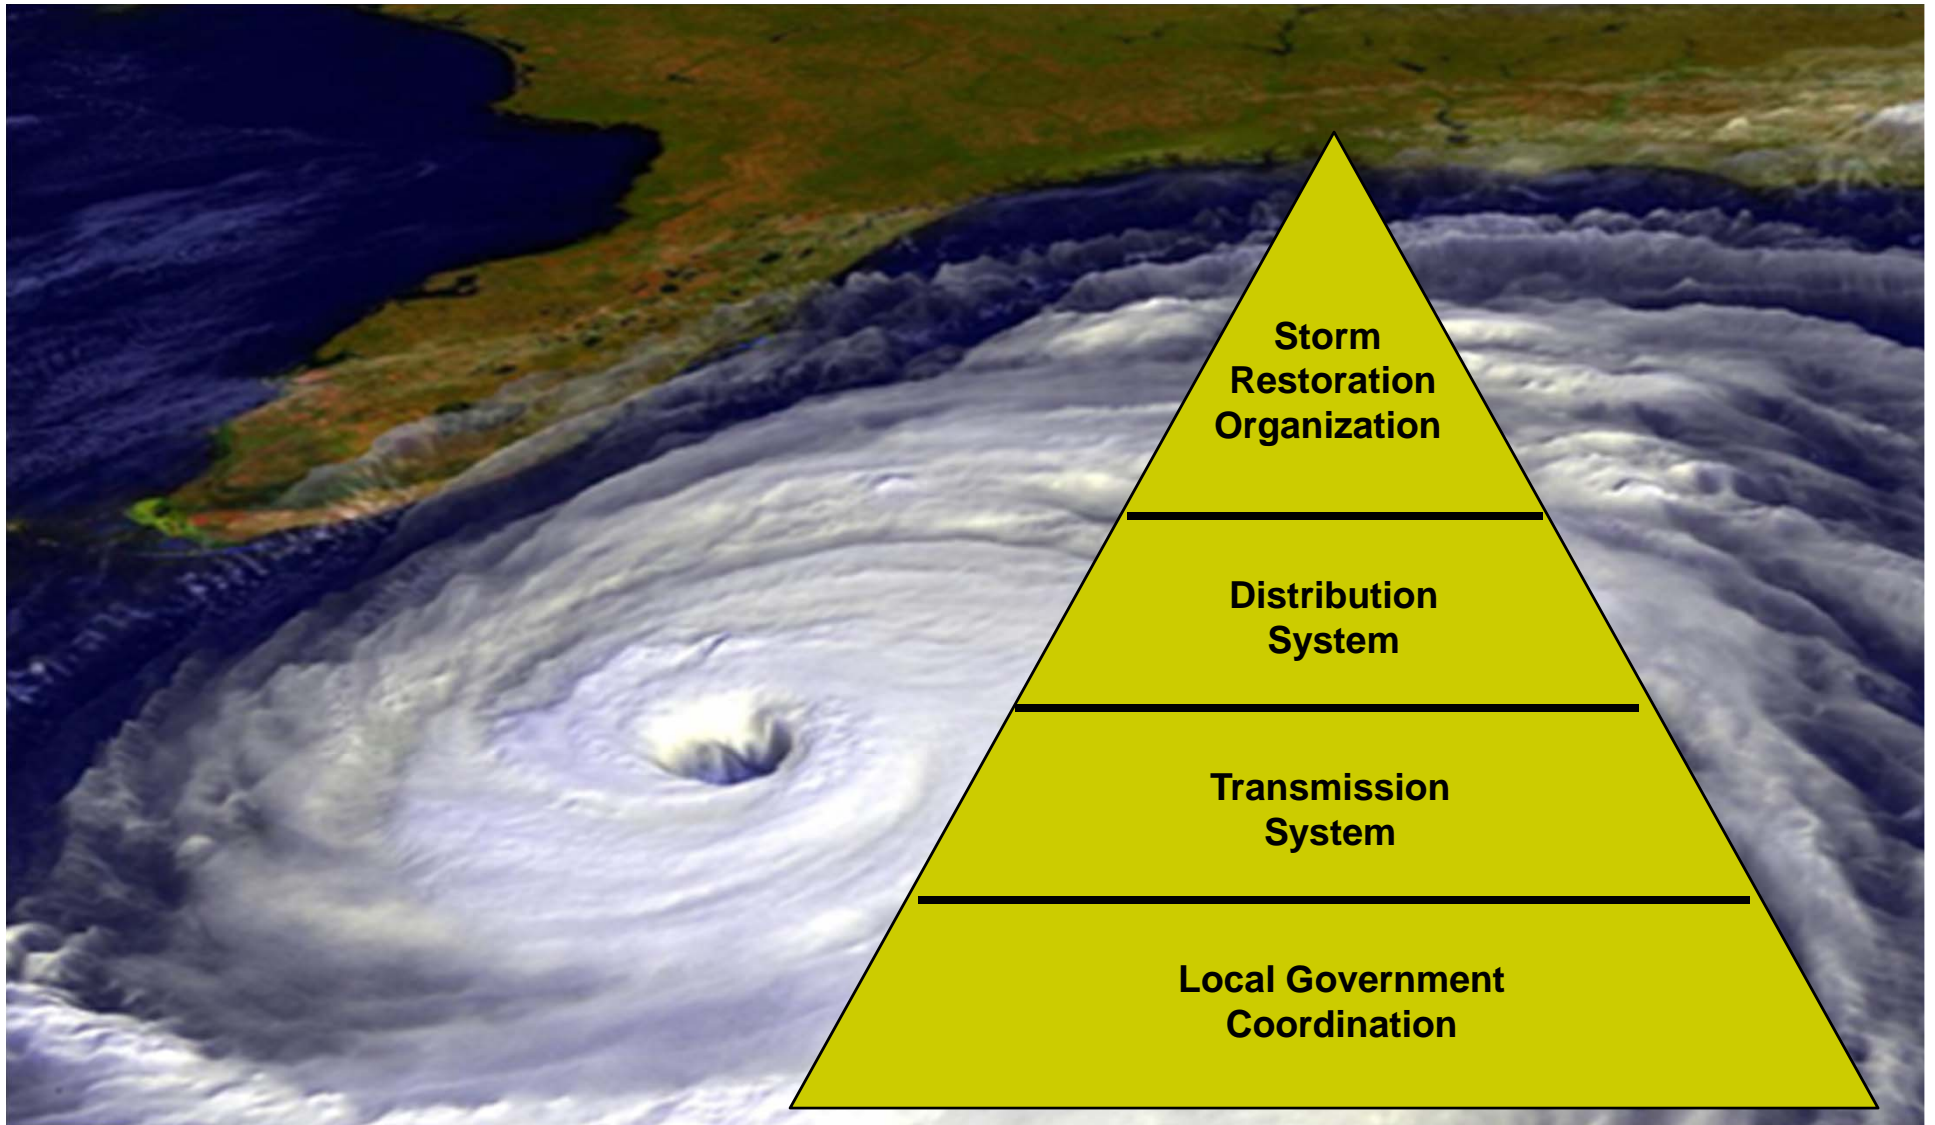 Storm
Restoration
Organization
Distribution
System
Transmission
System
Local Government
Coordination